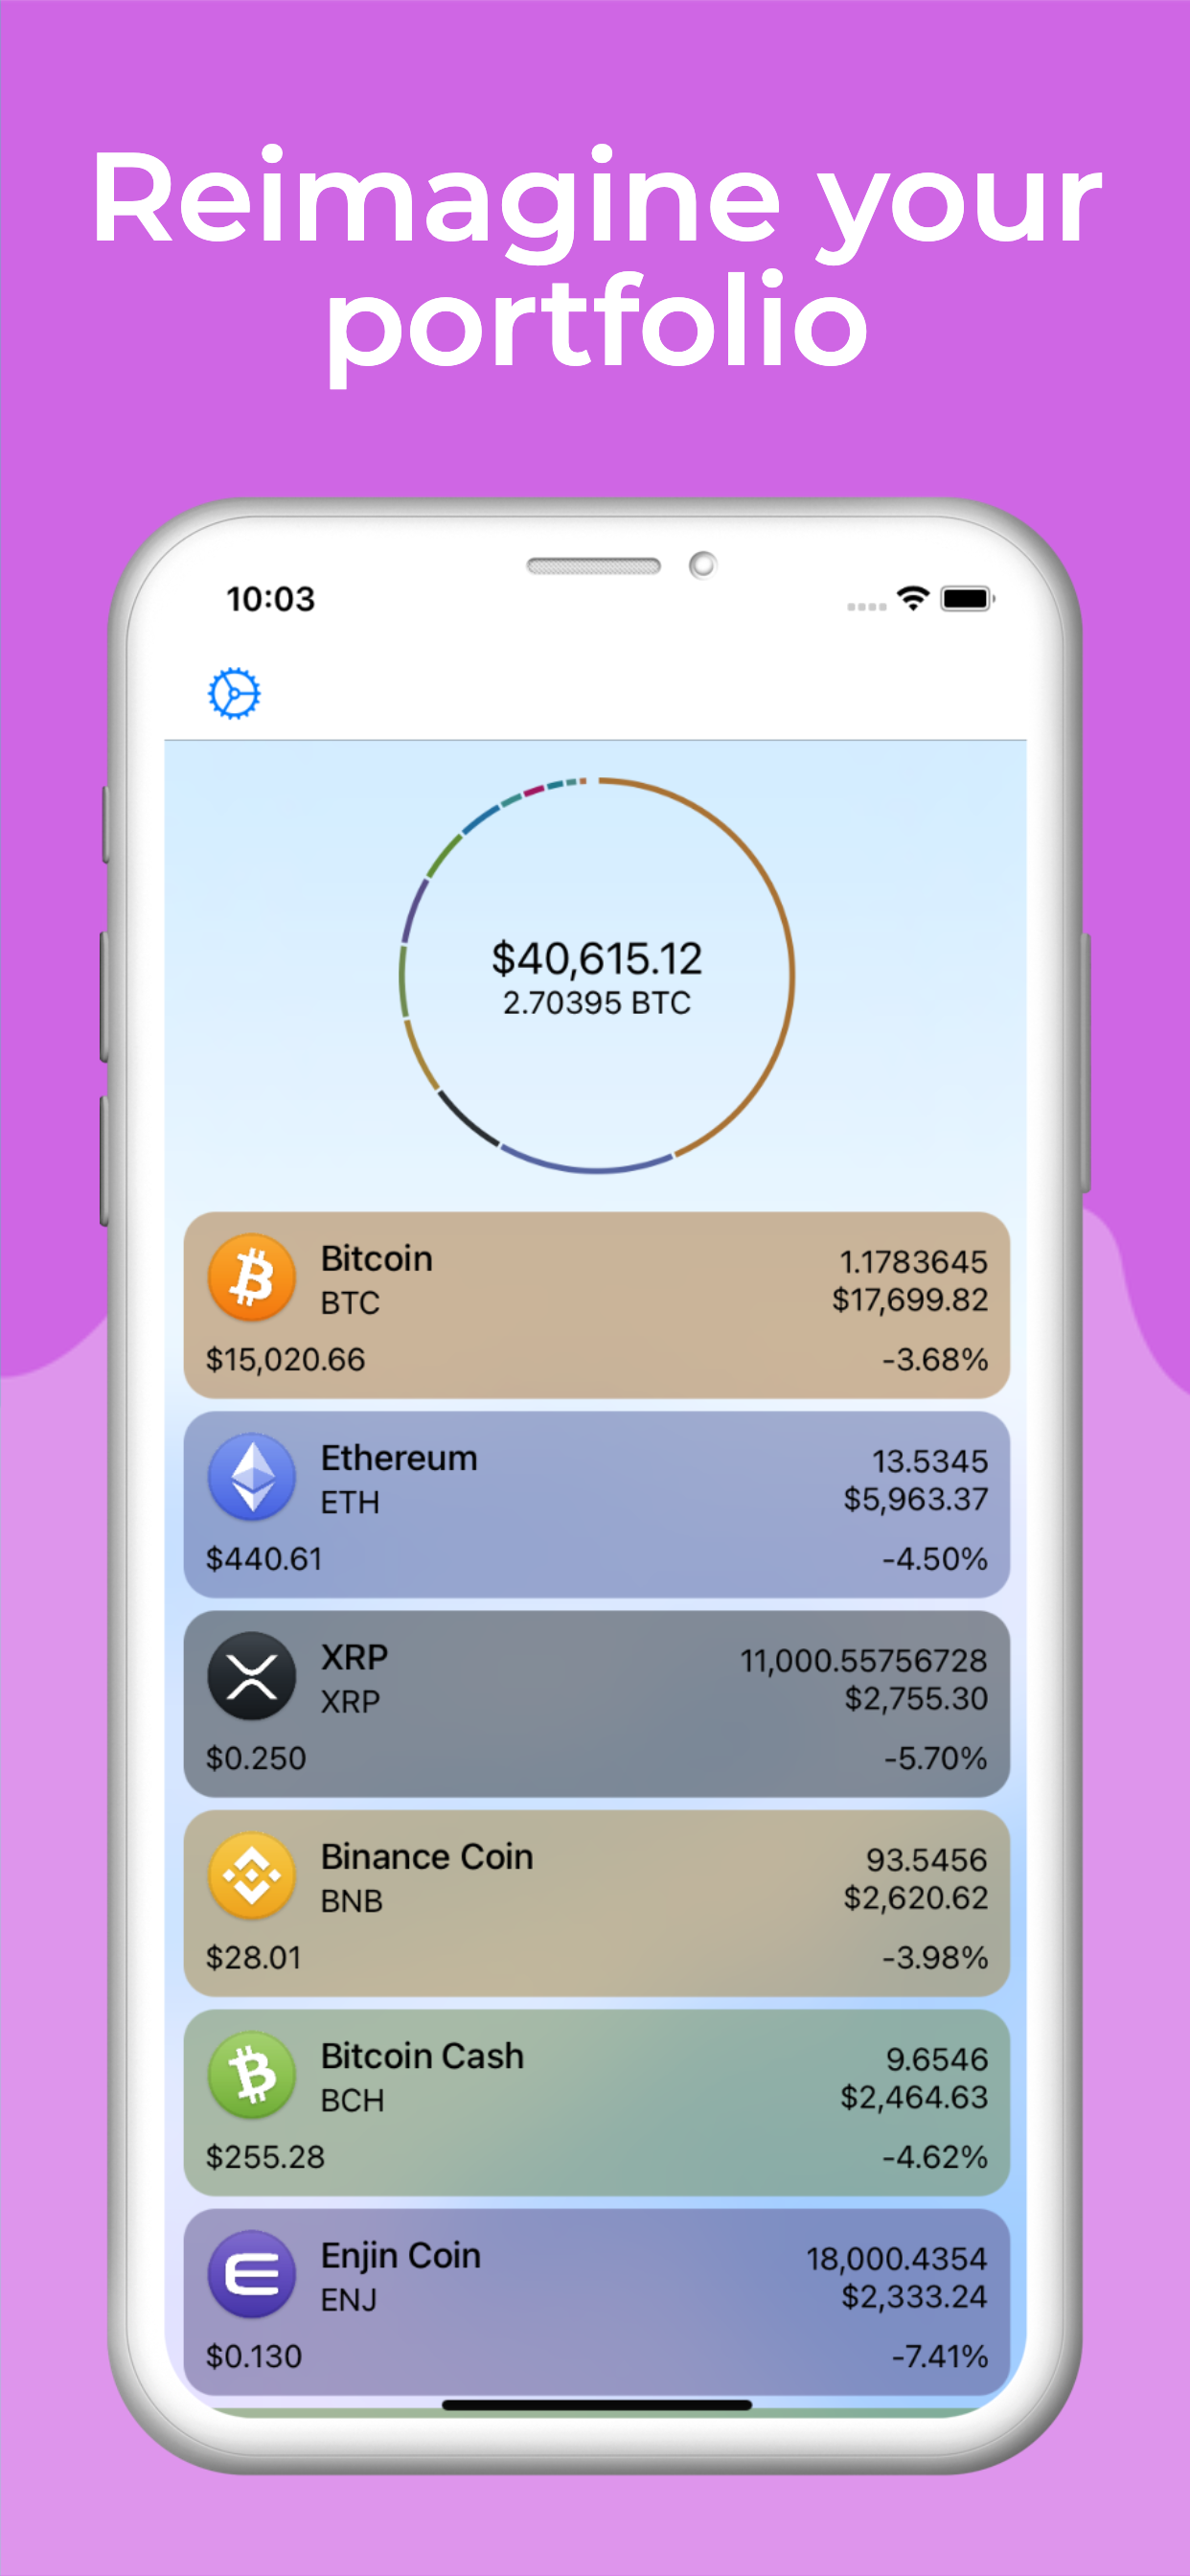 Reimagine your
portfolio
10:03
$40,615.12
2.70395 BTC
Bitcoin
1.1783645
BTC
$17,699.82
$15,020.66
-3.68%
Ethereum
13.5345
ETH
$5,963.37
$440.61
-4.50%
XRP
11,000.55756728
XRP
$2,755.30
$0.250
-5.70%
Binance Coin
93.5456
BNB
$2,620.62
$28.01
-3.98%
Bitcoin Cash
9.6546
BCH
$2,464.63
$255.28
-4.62%
Enjin Coin
18,000.4354
ENJ
$2,333.24
$0.130
-7.41%